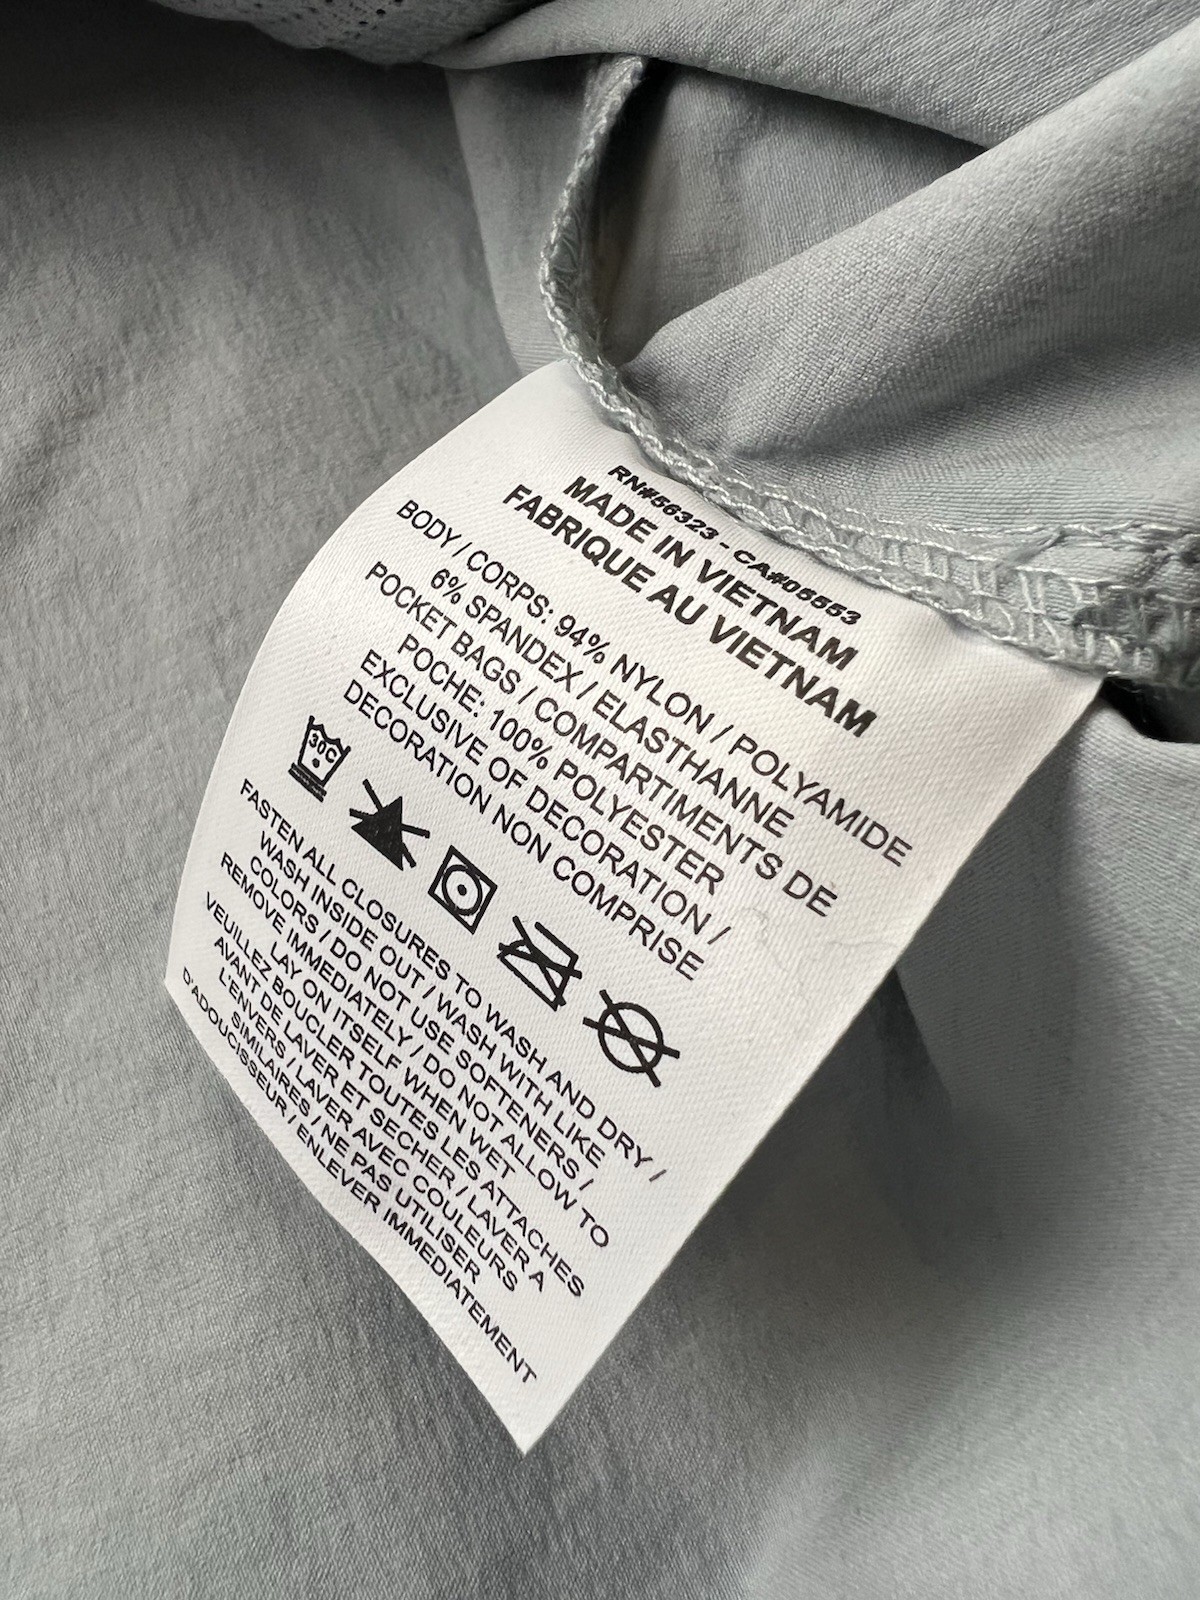 RN#56323 - CA#05553
MADE IN VIETNAM
FABRIQUE AU VIETNAM
BODY / CORPS: 94% NYLON / POLYAMIDE
6% SPANDEX / ELASTHANNE
POCKET BAGS / COMPARTIMENTS DE
POCHE: 100% POLYESTER
EXCLUSIVE OF DECORATION /
DECORATION NON COMPRISE
30C
FASTEN ALL CLOSURES TO WASH AND DRY /
WASH INSIDE OUT / WASH WITH LIKE
COLORS / DO NOT USE SOFTENERS /
REMOVE IMMEDIATELY / DO NOT ALLOW TO
LAY ON ITSELF WHEN WET
VEUILLEZ BOUCLER TOUTES LES ATTACHES
AVANT DE LAVER ET SECHER / LAVER A
L'ENVERS / LAVER AVEC COULEURS
SIMILAIRES / NE PAS UTILISER
D'ADOUCISSEUR / ENLEVER IMMEDIATEMENT